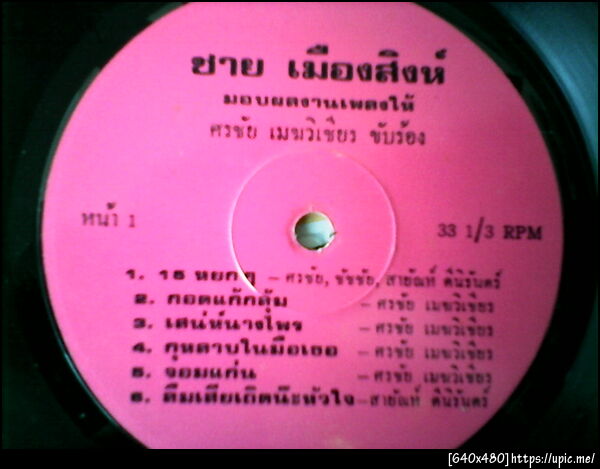 ชาย เมืองสิงห์
มอบผลงานเพลงให้
ศรชัย เมฆวิเชียร ขับร้อง
หน้า 1
33 1/3 RPM
1. 15 หยกๆ - ศรชัย, ชัชชัย, สายัณห์ ดีนิรันดร์
2. กอดแก้กลุ้ม - ศรชัย เมฆวิเชียร
3. เสน่ห์นางไพร - ศรชัย เมฆวิเชียร
4. กุหลาบในมือเธอ - ศรชัย เมฆวิเชียร
5. จอมแก่น - ศรชัย เมฆวิเชียร
6. ลืมเสียเถิดนะหัวใจ - สายัณห์ ดีนิรันดร์
[640x480]https://upic.me/